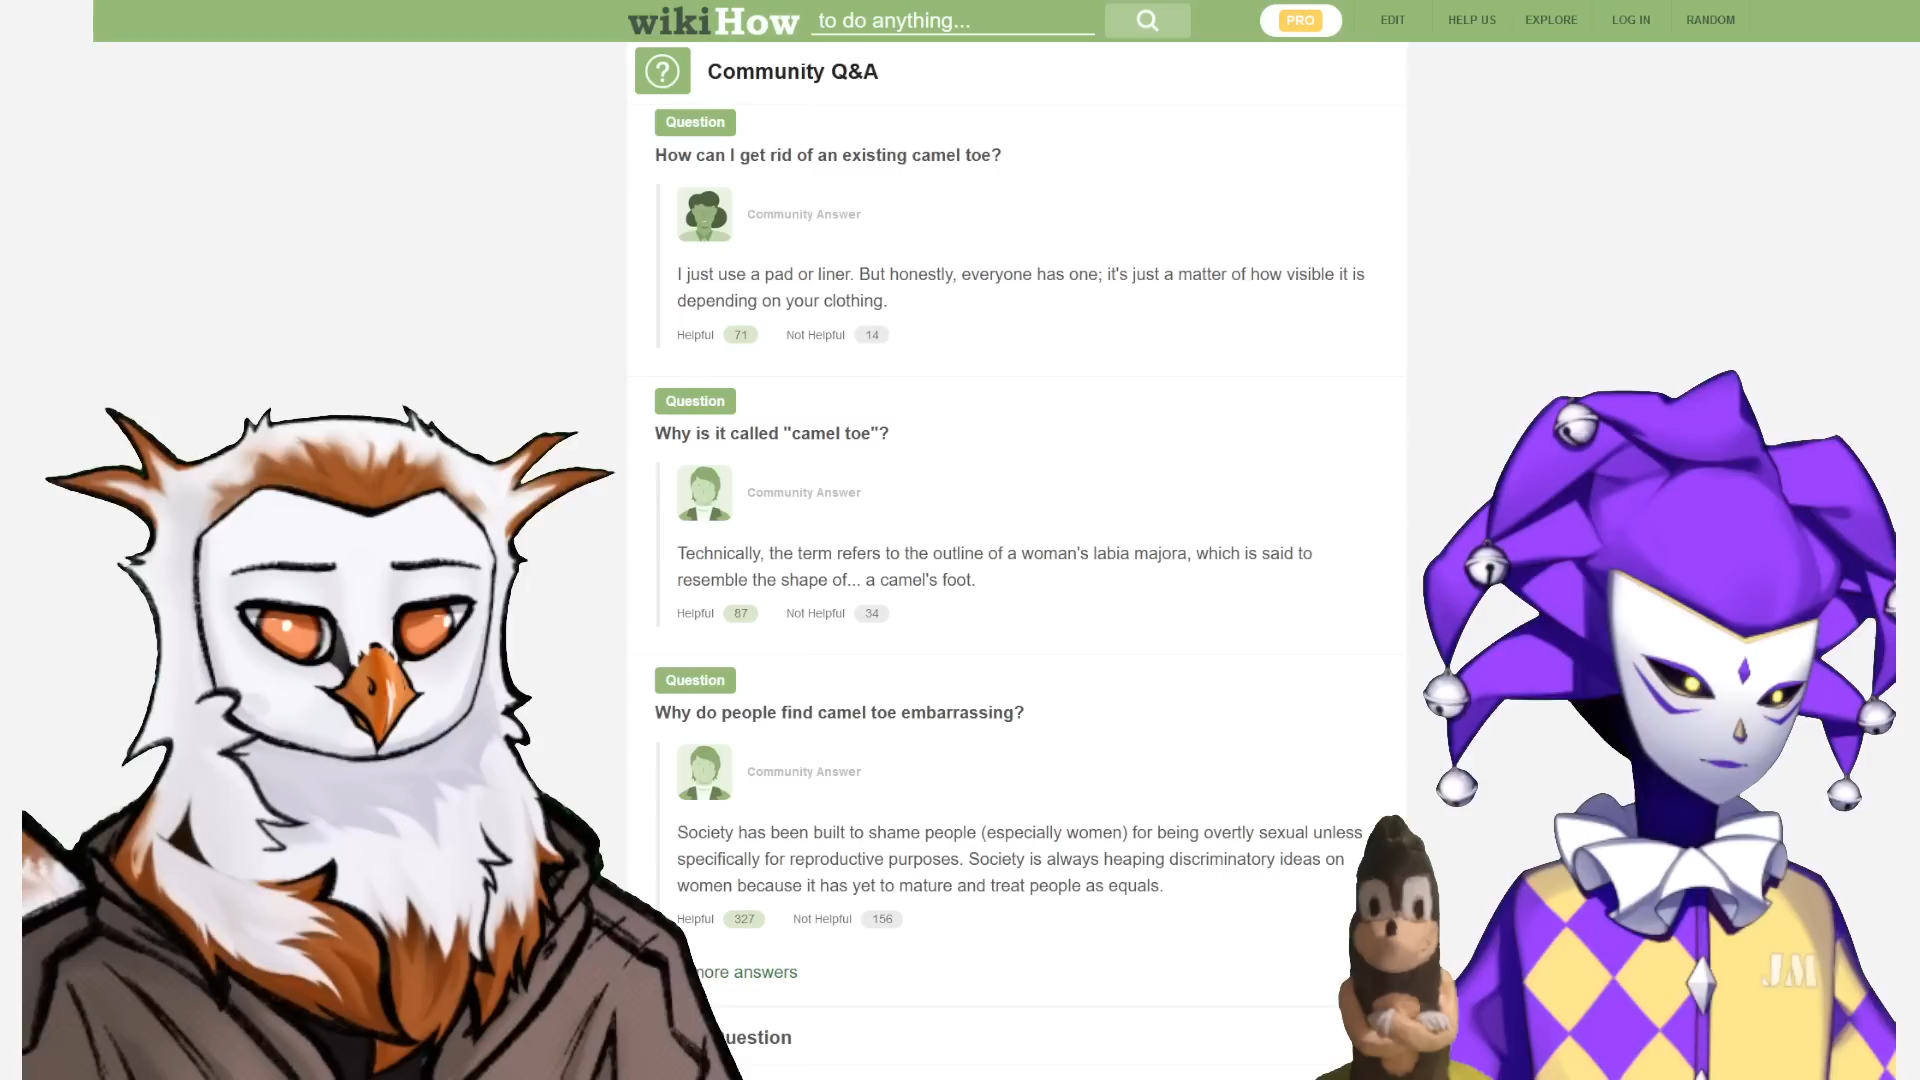 wikiHow to do anything... PRO EDIT HELP US EXPLORE LOG IN RANDOM
Community Q&A
Question
How can I get rid of an existing camel toe?
Community Answer
I just use a pad or liner. But honestly, everyone has one; it's just a matter of how visible it is
depending on your clothing.
Helpful 71 Not Helpful 14
Question
Why is it called "camel toe"?
Community Answer
Technically, the term refers to the outline of a woman's labia majora, which is said to
resemble the shape of... a camel's foot.
Helpful 87 Not Helpful 34
Question
Why do people find camel toe embarrassing?
Community Answer
Society has been built to shame people (especially women) for being overtly sexual unless
specifically for reproductive purposes. Society is always heaping discriminatory ideas on
women because it has yet to mature and treat people as equals.
Helpful 327 Not Helpful 156
more answers
uestion
JM